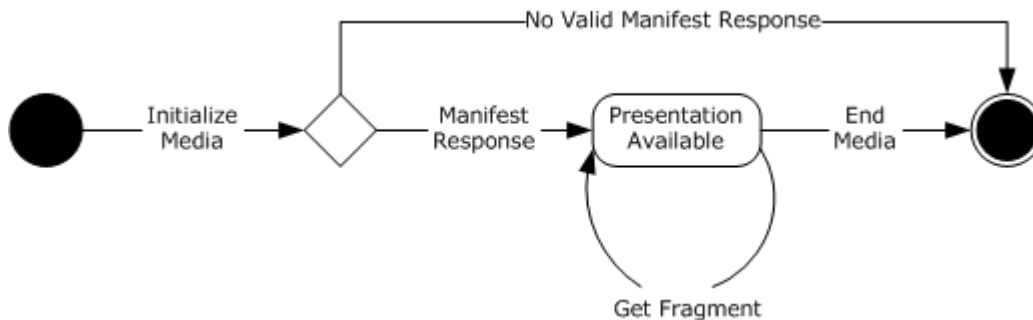 No Valid Manifest Response
Initialize
Media
Manifest
Response
Presentation
Available
End
Media
Get Fragment